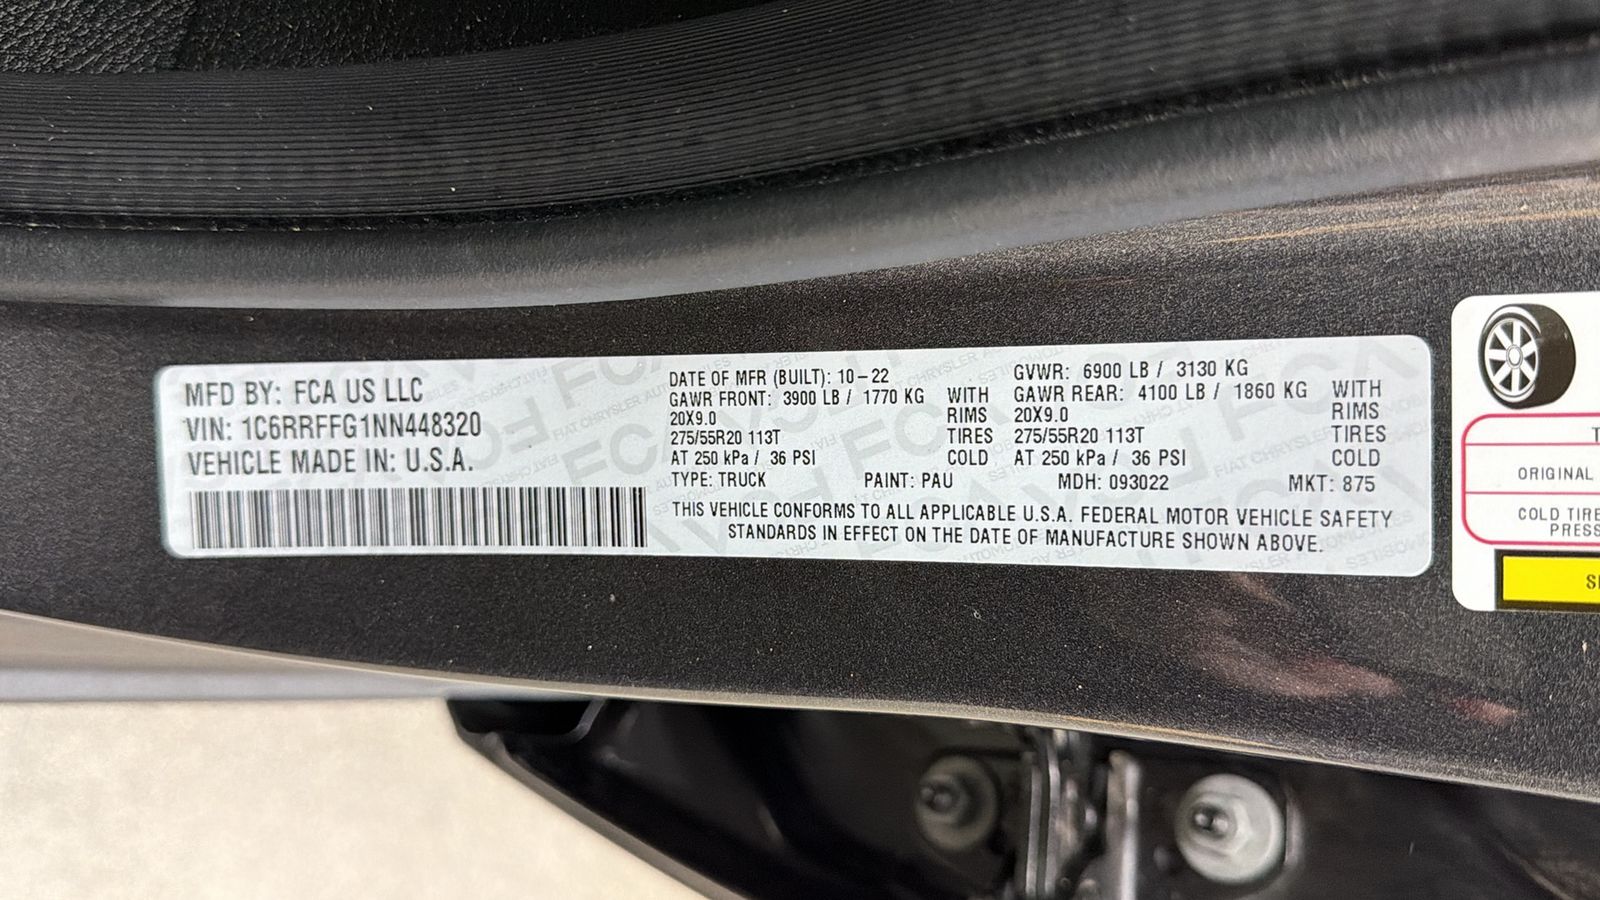 MFD BY: FCA US LLC
VIN: 1C6RRFFG1NN448320
VEHICLE MADE IN: U.S.A.
DATE OF MFR (BUILT): 10-22
GAWR FRONT: 3900 LB / 1770 KG WITH
20X9.0 RIMS
275/55R20 113T TIRES
AT 250 kPa / 36 PSI COLD
GVWR: 6900 LB / 3130 KG
GAWR REAR: 4100 LB / 1860 KG WITH
20X9.0 RIMS
275/55R20 113T TIRES
AT 250 kPa / 36 PSI COLD
TYPE: TRUCK PAINT: PAU MDH: 093022 MKT: 875
THIS VEHICLE CONFORMS TO ALL APPLICABLE U.S.A. FEDERAL MOTOR VEHICLE SAFETY
STANDARDS IN EFFECT ON THE DATE OF MANUFACTURE SHOWN ABOVE.
ORIGINAL
COLD TIRE